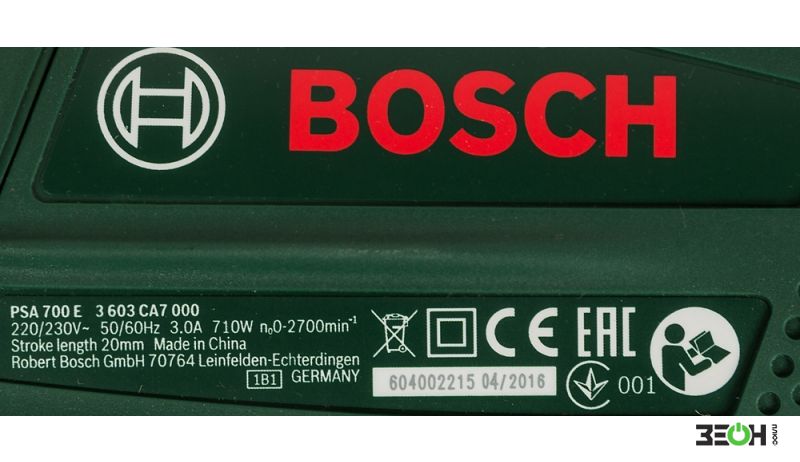 BOSCH
PSA 700 E 3 603 CA7 000
220/230V~ 50/60Hz 3.0A 710W n₀0-2700min⁻¹
Stroke length 20mm Made in China
Robert Bosch GmbH 70764 Leinfelden-Echterdingen
1B1 GERMANY
604002215 04/2016
CE EAC
001
ЗЕОН ПЛЮС